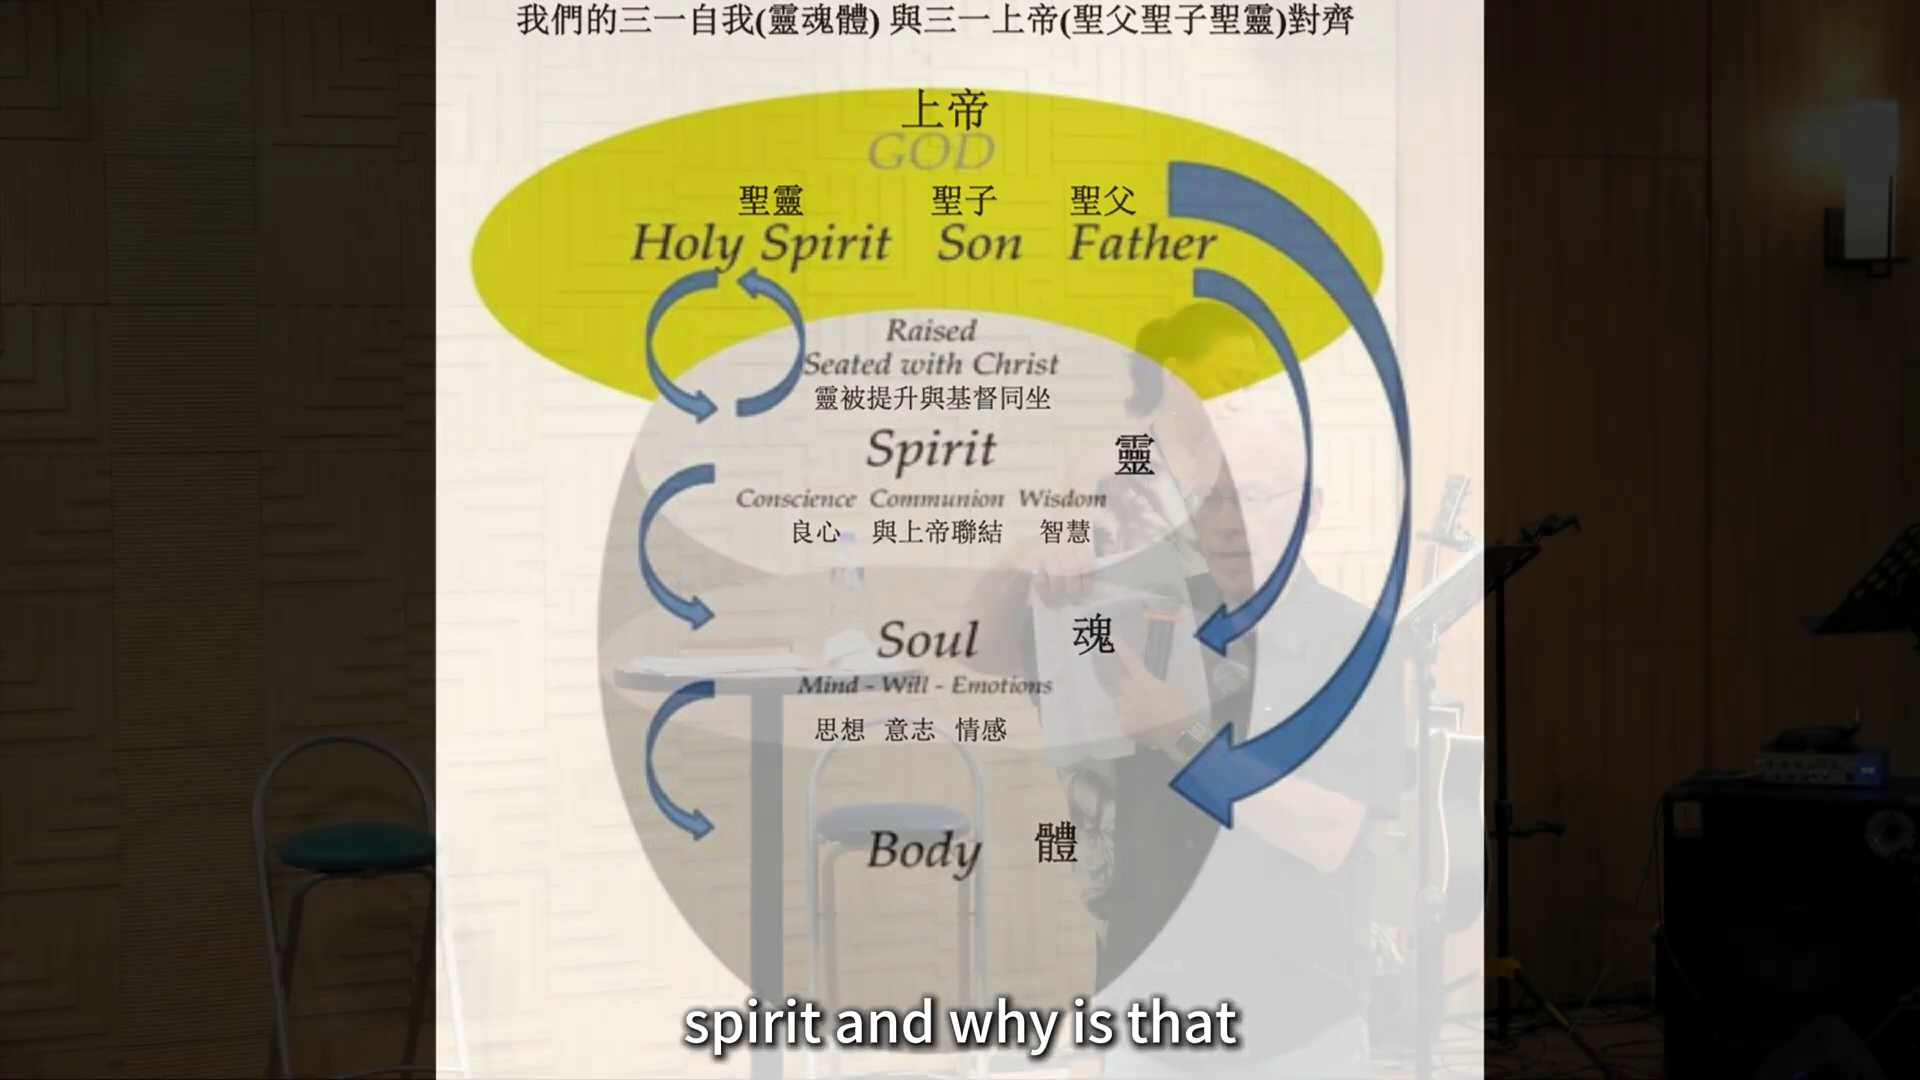 我們的三一自我(靈魂體) 與三一上帝(聖父聖子聖靈)對齊
上帝
GOD
聖靈 聖子 聖父
Holy Spirit Son Father
Raised
Seated with Christ
靈被提升與基督同坐
Spirit 靈
Conscience Communion Wisdom
良心 與上帝聯結 智慧
Soul 魂
Mind - Will - Emotions
思想 意志 情感
Body 體
spirit and why is that